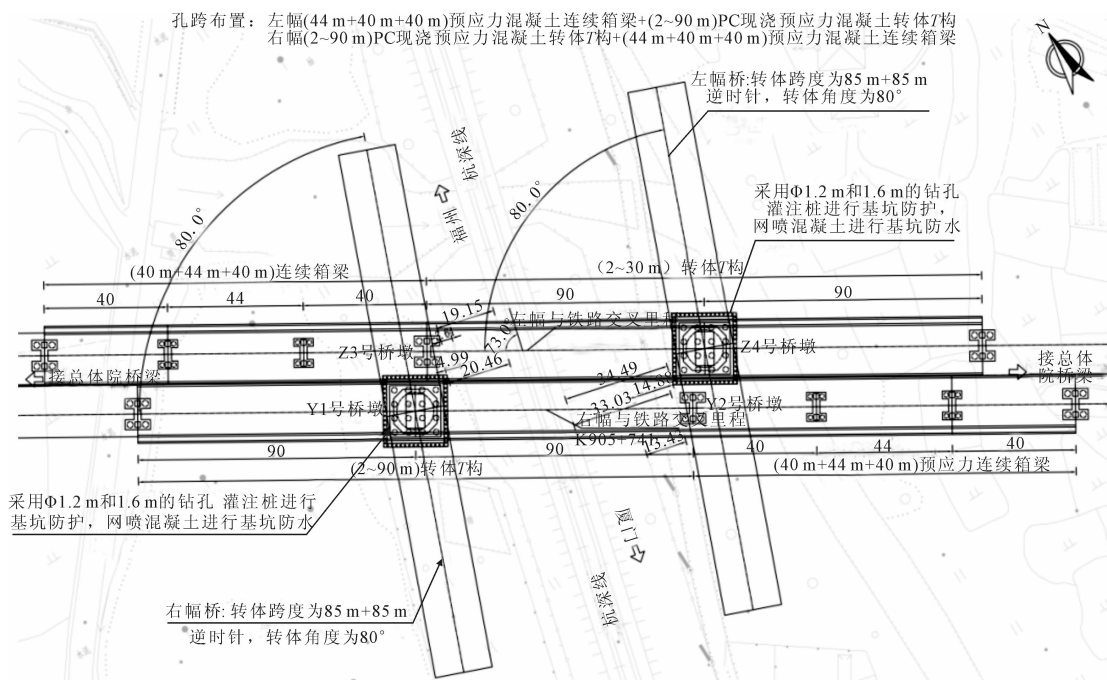 孔跨布置：左幅(44 m+40 m+40 m)预应力混凝土连续箱梁+(2~90 m)PC现浇预应力混凝土转体T构
右幅(2~90 m)PC现浇预应力混凝土转体T构+(44 m+40 m+40 m)预应力混凝土连续箱梁
N
左幅桥:转体跨度为85 m+85 m
逆时针，转体角度为80°
杭深线
福州
80.0°
80.0°
采用Φ1.2 m和1.6 m的钻孔
灌注桩进行基坑防护，
网喷混凝土进行基坑防水
(40 m+44 m+40 m)连续箱梁
（2~30 m）转体T构
40
44
40
90
90
19.15
左幅与铁路交叉里程
73.0°
Z3号桥墩
4.99
20.46
Z4号桥墩
接总体院桥梁
接总体
院桥梁
34.49
14.88
33.03
Y1号桥墩
Y2号桥墩
右幅与铁路交叉里程
K905+741
15.43
90
90
40
44
40
(2~90 m)转体T构
(40 m+44 m+40 m)预应力连续箱梁
采用Φ1.2 m和1.6 m的钻孔 灌注桩进行
基坑防护，网喷混凝土进行基坑防水
厦门
杭深线
右幅桥:转体跨度为85 m+85 m
逆时针，转体角度为80°